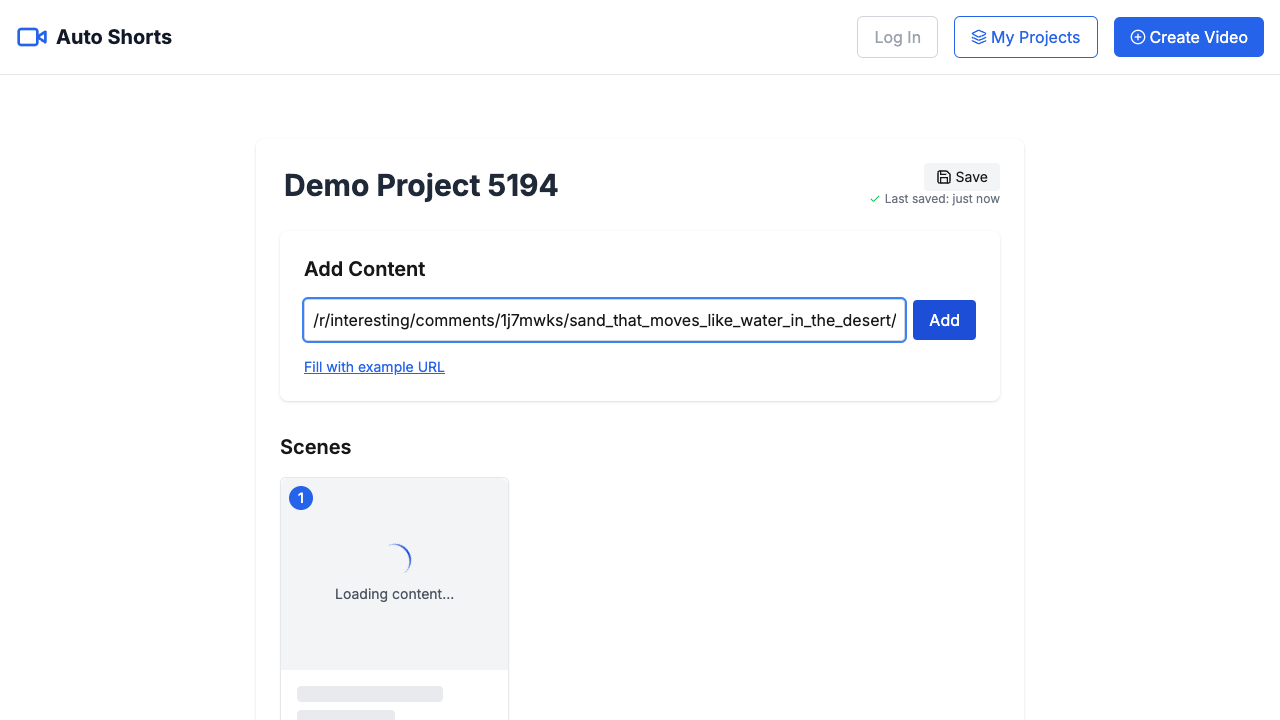 Auto Shorts
Log In
My Projects
Create Video
Demo Project 5194
Save
Last saved: just now
Add Content
/r/interesting/comments/1j7mwks/sand_that_moves_like_water_in_the_desert/
Add
Fill with example URL
Scenes
1
Loading content...